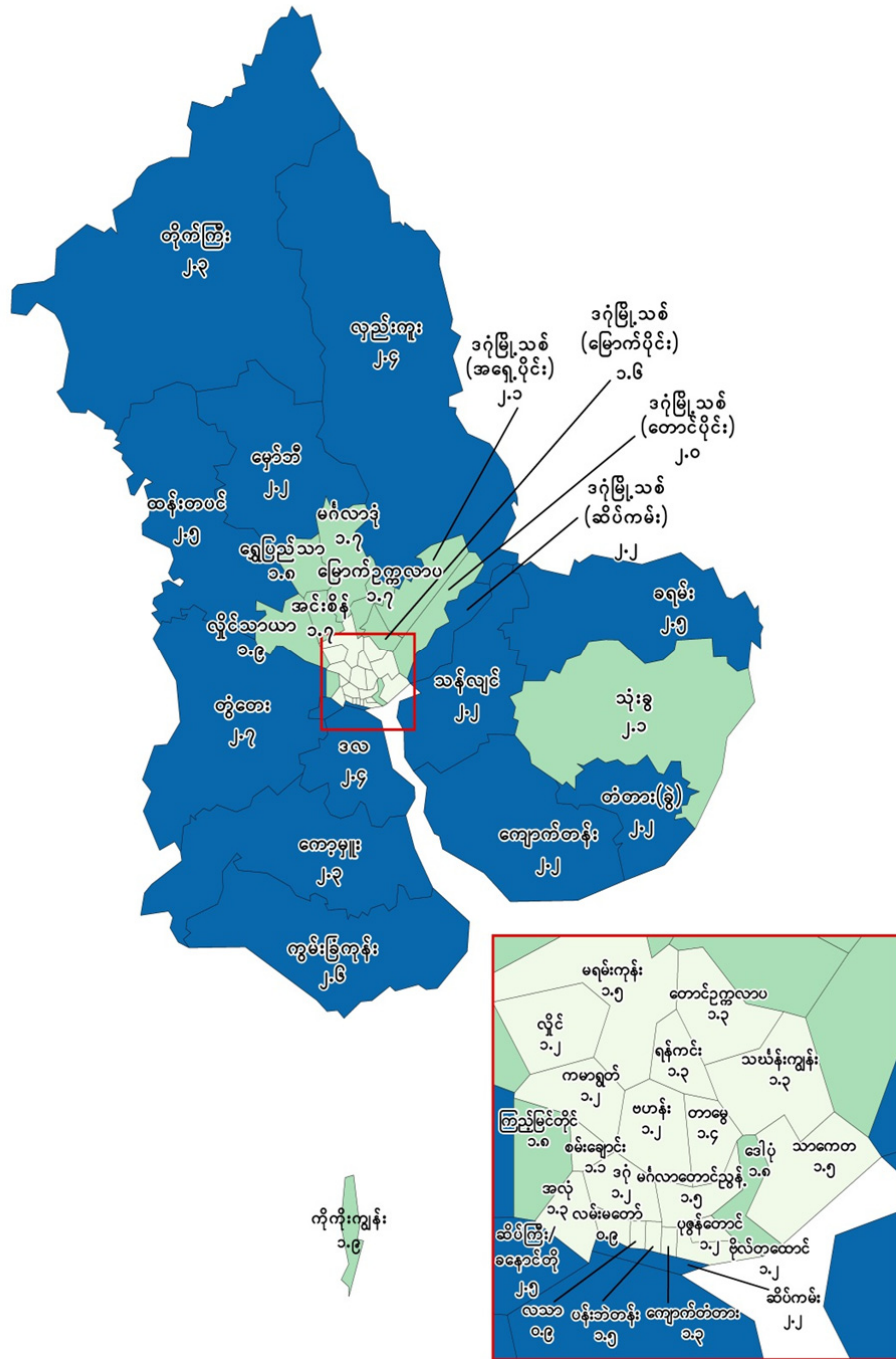 တိုက်ကြီး
၂.၃
လှည်းကူး
၂.၄
ဒဂုံမြို့သစ်
(အရှေ့ပိုင်း)
၂.၁
ဒဂုံမြို့သစ်
(မြောက်ပိုင်း)
၁.၆
ဒဂုံမြို့သစ်
(တောင်ပိုင်း)
၂.၀
ဒဂုံမြို့သစ်
(ဆိပ်ကမ်း)
၂.၂
မှော်ဘီ
၂.၂
ထန်းတပင်
၂.၅
မင်္ဂလာဒုံ
၁.၇
ရွှေပြည်သာ
၁.၈
မြောက်ဥက္ကလာပ
၁.၇
အင်းစိန်
၁.၇
လှိုင်သာယာ
၁.၉
ခရမ်း
၂.၅
သန်လျင်
၂.၂
သုံးခွ
၂.၁
တွံတေး
၂.၇
ဒလ
၂.၄
တံတား(ခွဲ)
၂.၂
ကျောက်တန်း
၂.၂
ကော့မှူး
၂.၃
ကွမ်းခြံကုန်း
၂.၆
ကိုကိုးကျွန်း
၁.၉
မရမ်းကုန်း
၁.၅
တောင်ဥက္ကလာပ
၁.၃
လှိုင်
၁.၂
ရန်ကင်း
၁.၃
သင်္ဃန်းကျွန်း
၁.၃
ကမာရွတ်
၁.၂
ဗဟန်း
၁.၂
တာမွေ
၁.၄
ကြည့်မြင်တိုင်
၁.၈
စမ်းချောင်း
၁.၁
ဒေါပုံ
၁.၈
သာကေတ
၁.၅
ဒဂုံ
၁.၂
မင်္ဂလာတောင်ညွန့်
၁.၅
အလုံ
၁.၃
လမ်းမတော်
၀.၉
ပုဇွန်တောင်
၁.၂
ဗိုလ်တထောင်
၁.၂
ဆိပ်ကြီး/
ခနောင်တို
၂.၅
လသာ
၀.၉
ပန်းဘဲတန်း
၁.၅
ကျောက်တံတား
၁.၃
ဆိပ်ကမ်း
၂.၂